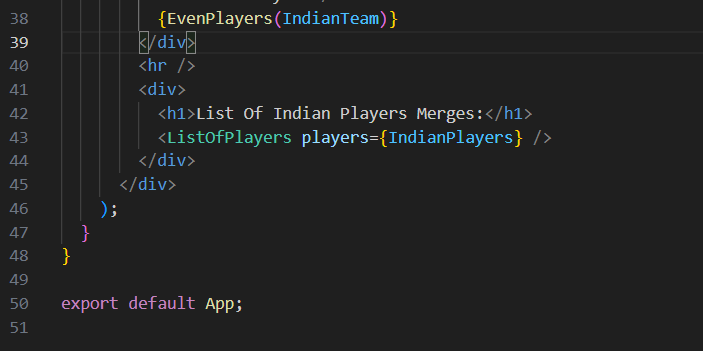 38 {EvenPlayers(IndianTeam)}
39 </div>
40 <hr />
41 <div>
42 <h1>List Of Indian Players Merges:</h1>
43 <ListOfPlayers players={IndianPlayers} />
44 </div>
45 </div>
46 );
47 }
48 }
49
50 export default App;
51